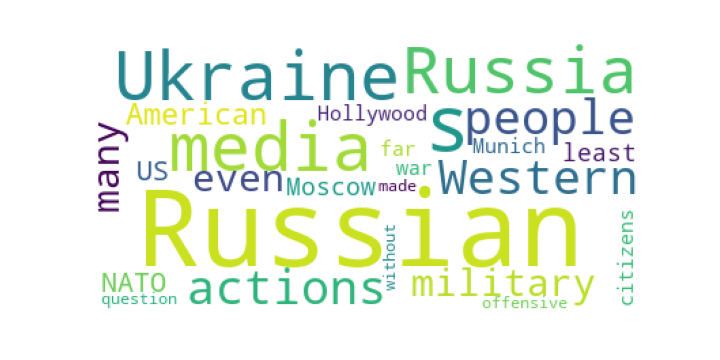 Ukraine Russia
American Hollywood s people
many media far Munich least
US even Moscow war made Western
Russian
without citizens
NATO actions military
question offensive